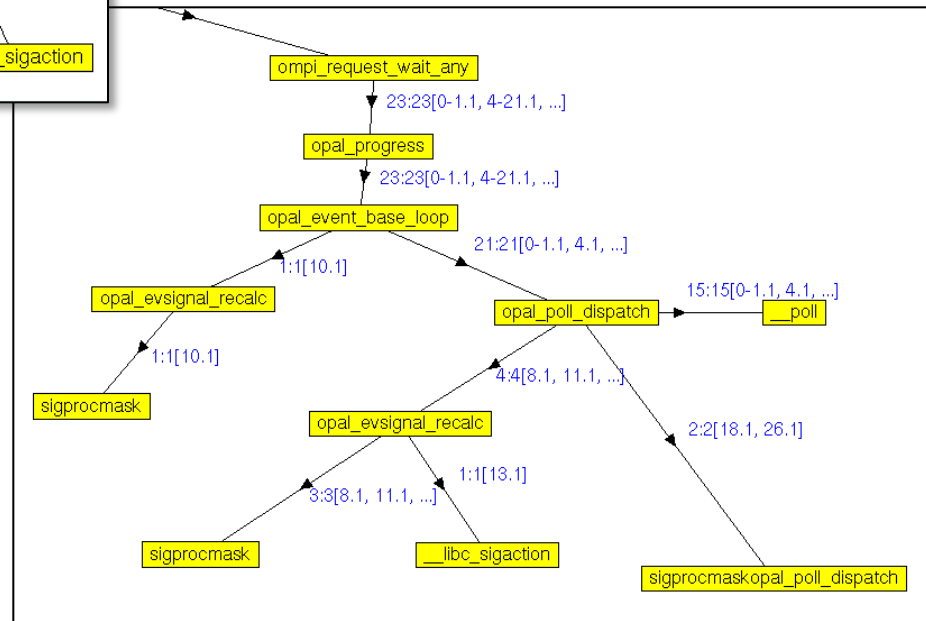 _sigaction
ompi_request_wait_any
23:23[0-1.1, 4-21.1, ...]
opal_progress
23:23[0-1.1, 4-21.1, ...]
opal_event_base_loop
21:21[0-1.1, 4.1, ...]
1:1[10.1]
opal_evsignal_recalc
15:15[0-1.1, 4.1, ...]
opal_poll_dispatch
__poll
1:1[10.1]
4:4[8.1, 11.1, ...]
sigprocmask
opal_evsignal_recalc
2:2[18.1, 26.1]
1:1[13.1]
3:3[8.1, 11.1, ...]
sigprocmask
__libc_sigaction
sigprocmaskopal_poll_dispatch